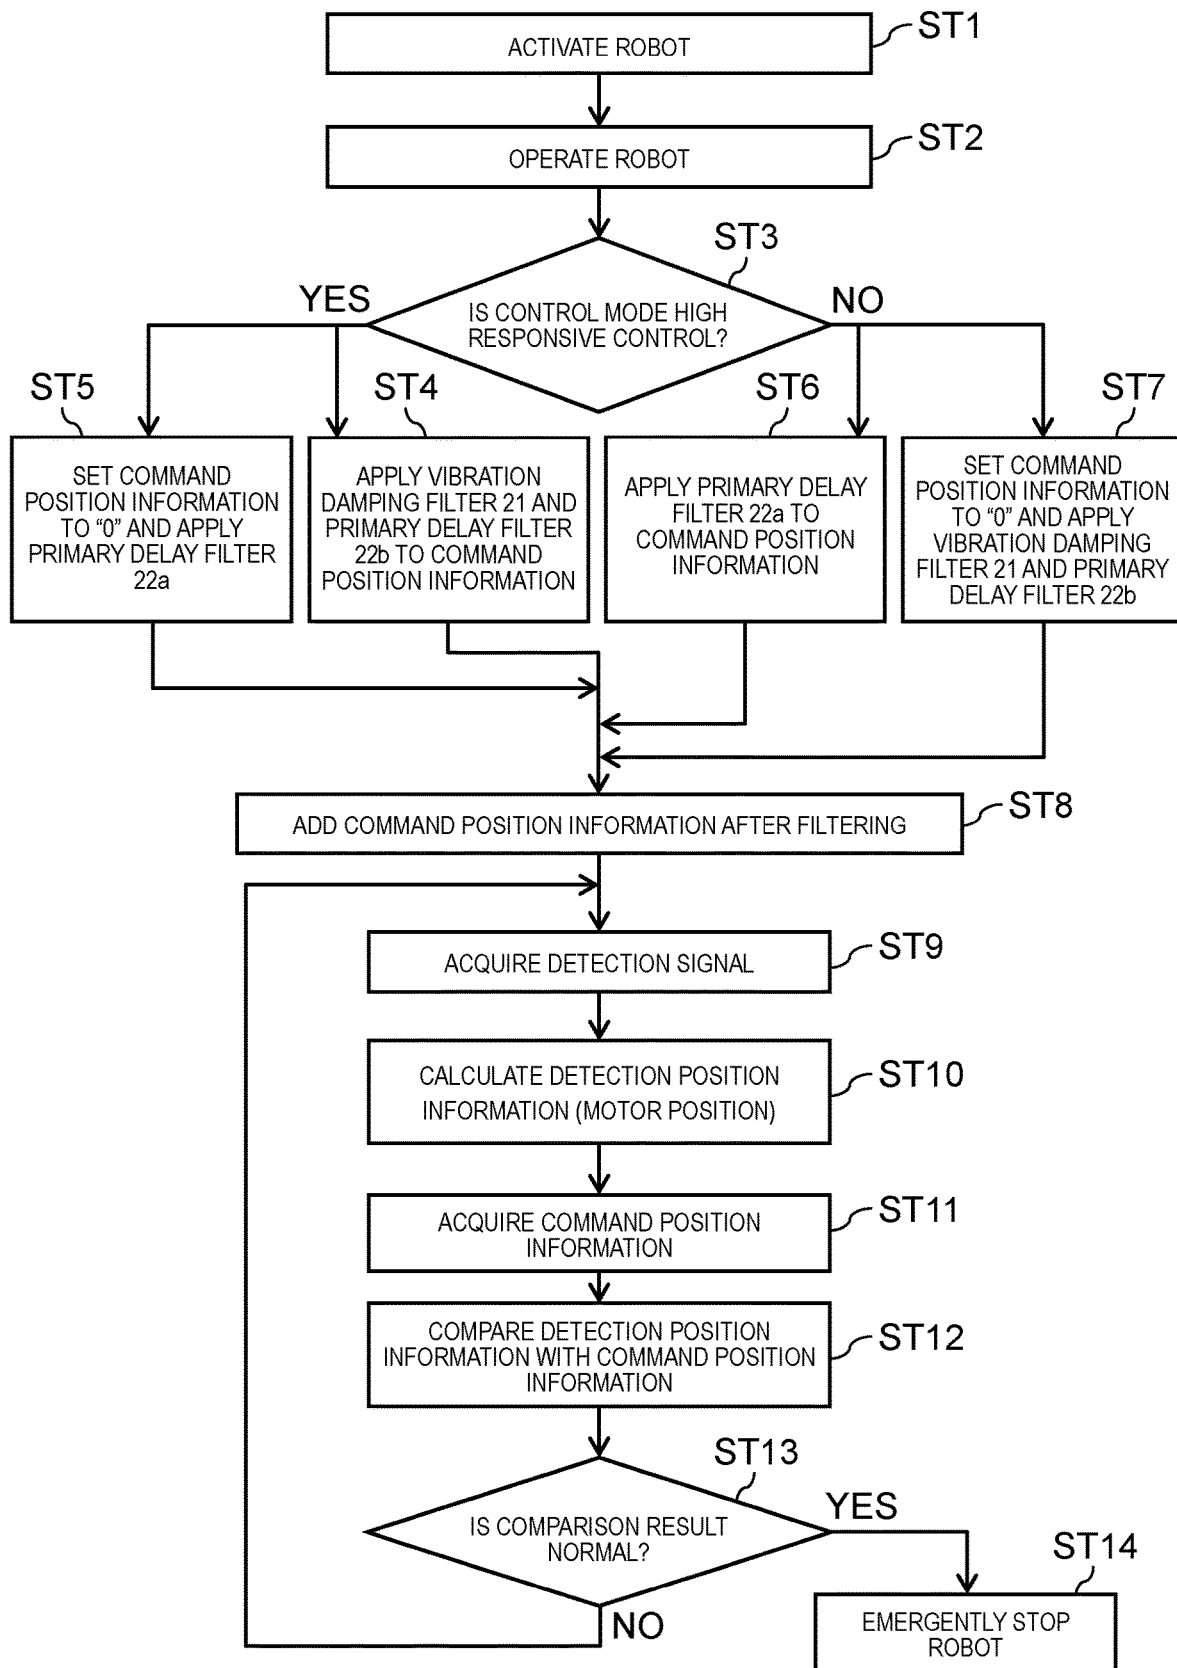 ST1
ACTIVATE ROBOT
ST2
OPERATE ROBOT
ST3
IS CONTROL MODE HIGH
RESPONSIVE CONTROL?
YES
NO
ST5
SET COMMAND
POSITION INFORMATION
TO "0" AND APPLY
PRIMARY DELAY FILTER
22a
ST4
APPLY VIBRATION
DAMPING FILTER 21 AND
PRIMARY DELAY FILTER
22b TO COMMAND
POSITION INFORMATION
ST6
APPLY PRIMARY DELAY
FILTER 22a TO
COMMAND POSITION
INFORMATION
ST7
SET COMMAND
POSITION INFORMATION
TO "0" AND APPLY
VIBRATION DAMPING
FILTER 21 AND PRIMARY
DELAY FILTER 22b
ST8
ADD COMMAND POSITION INFORMATION AFTER FILTERING
ST9
ACQUIRE DETECTION SIGNAL
ST10
CALCULATE DETECTION POSITION
INFORMATION (MOTOR POSITION)
ST11
ACQUIRE COMMAND POSITION
INFORMATION
ST12
COMPARE DETECTION POSITION
INFORMATION WITH COMMAND POSITION
INFORMATION
ST13
IS COMPARISON RESULT
NORMAL?
YES
NO
ST14
EMERGENTLY STOP
ROBOT